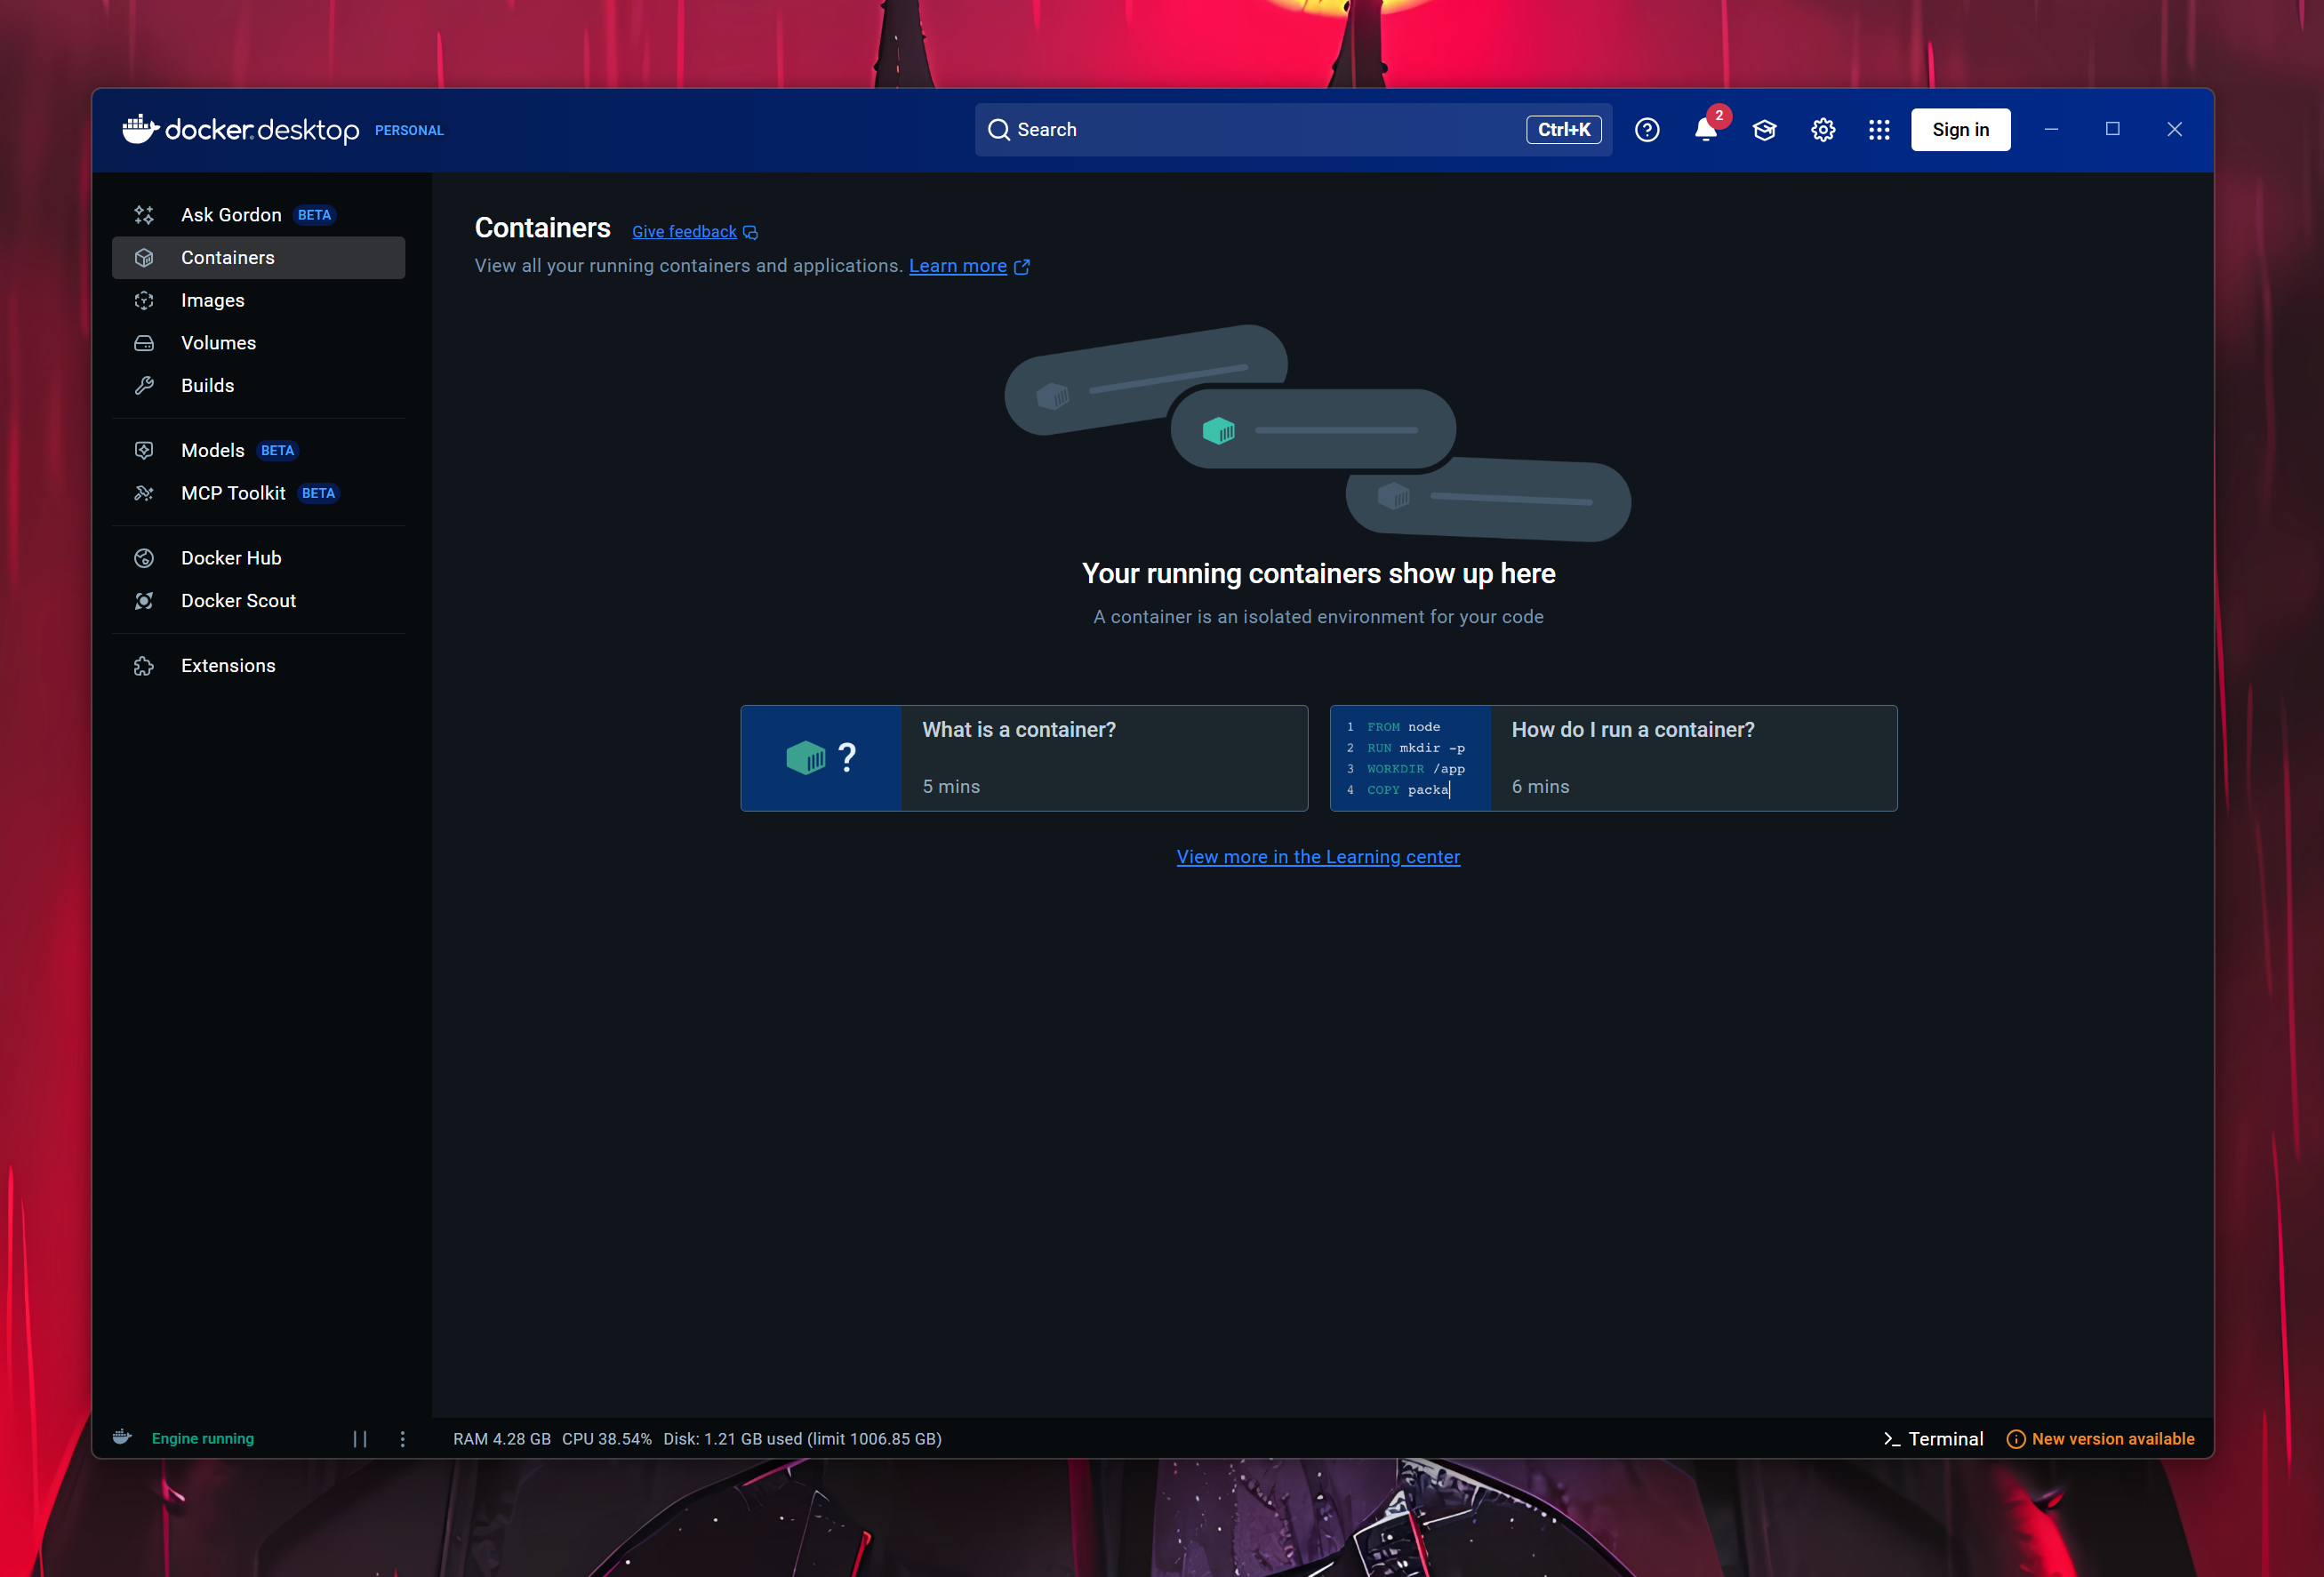 docker.desktop PERSONAL
Search Ctrl+K
2
Sign in
Ask Gordon BETA
Containers
Images
Volumes
Builds
Models BETA
MCP Toolkit BETA
Docker Hub
Docker Scout
Extensions
Containers Give feedback
View all your running containers and applications. Learn more
Your running containers show up here
A container is an isolated environment for your code
?
What is a container?
5 mins
1 FROM node
2 RUN mkdir -p
3 WORKDIR /app
4 COPY packa
How do I run a container?
6 mins
View more in the Learning center
Engine running
RAM 4.28 GB CPU 38.54% Disk: 1.21 GB used (limit 1006.85 GB)
>_ Terminal
New version available